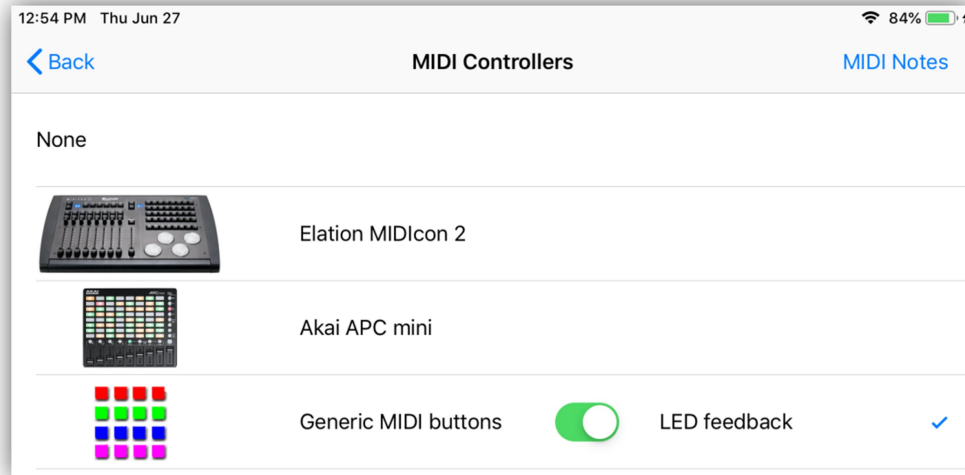 12:54 PM Thu Jun 27 84%
Back MIDI Controllers MIDI Notes
None
Elation MIDIcon 2
AKAI
Akai APC mini
Generic MIDI buttons LED feedback